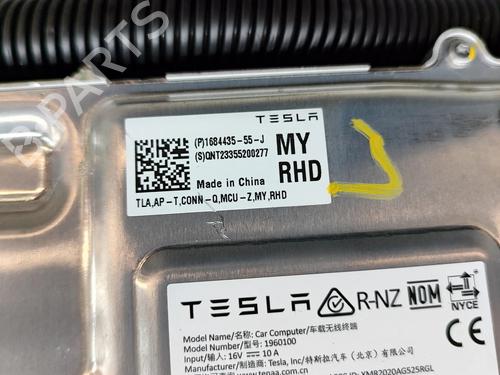 TESLA
(P)1684435-55-J
(S)QNT23355200277
MY
RHD
Made in China
TLA,AP-T,CONN-Q,MCU-Z,MY,RHD
B-PARTS
TESLA R-NZ NOM NYCE
Model Name/名称: Car Computer/车载无线终端
Model Number/型号: 1960100
Input/输入: 16V 10 A
Manufacturer/制造商: Tesla, Inc/特斯拉汽车（北京）有限公司
XMR2020AG525RGL
CE